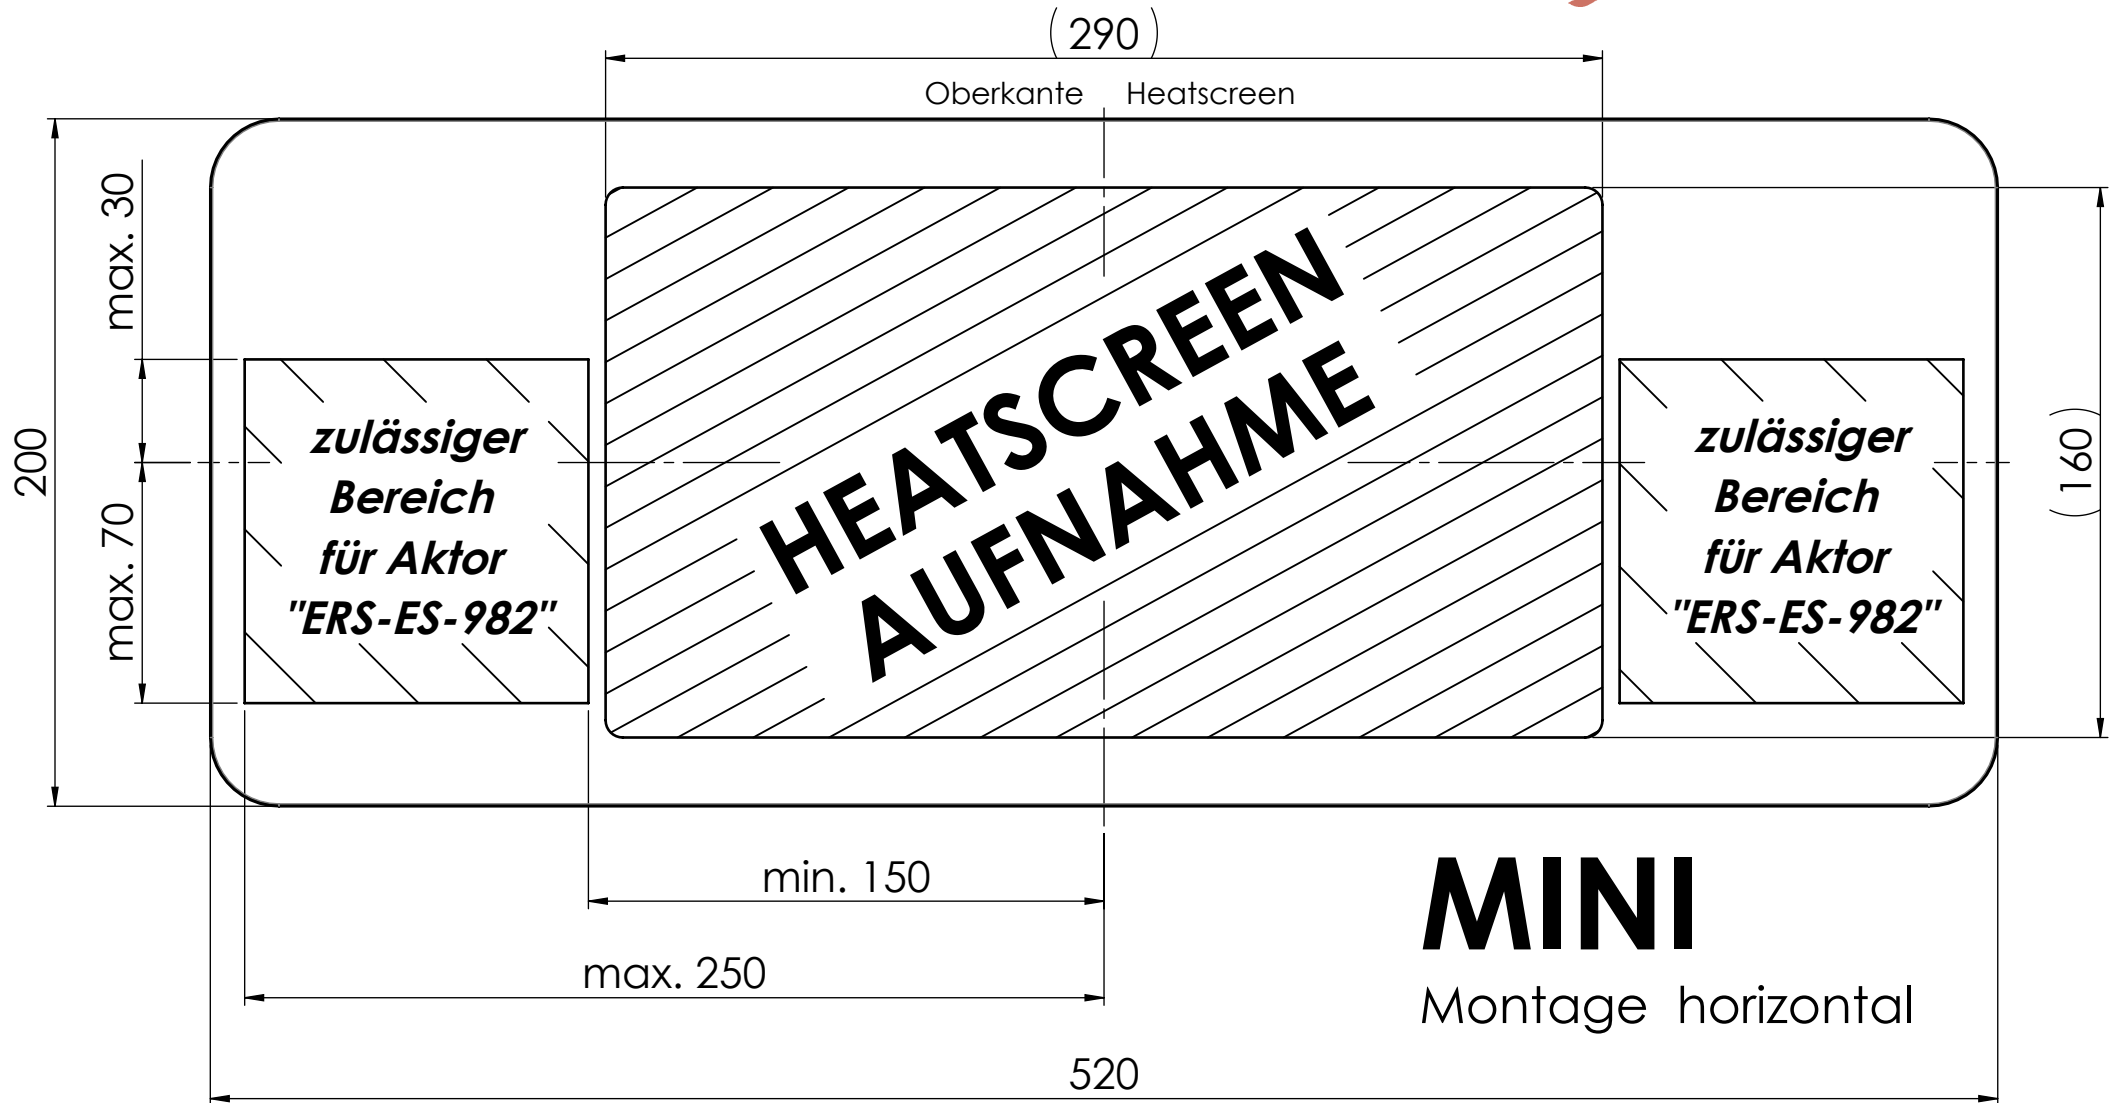 (290)
Oberkante Heatscreen
max. 30
200
max. 70
zulässiger
Bereich
für Aktor
"ERS-ES-982"
HEATSCREEN
AUFNAHME
zulässiger
Bereich
für Aktor
"ERS-ES-982"
(160)
min. 150
max. 250
MINI
Montage horizontal
520